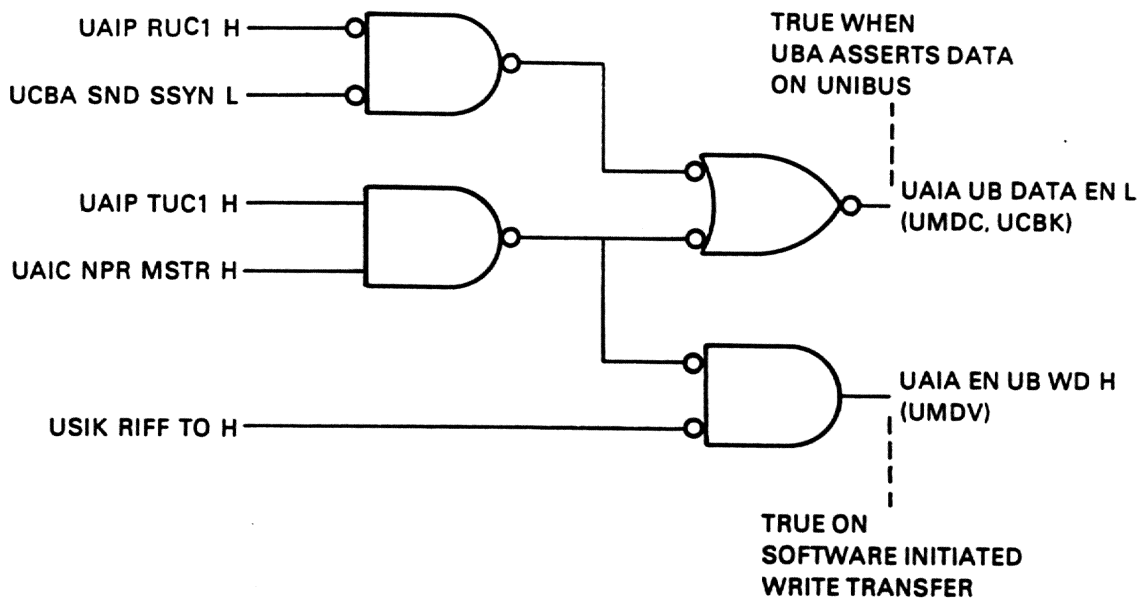 UAIP RUC1 H
UCBA SND SSYN L
UAIP TUC1 H
UAIC NPR MSTR H
USIK RIFF TO H
TRUE WHEN
UBA ASSERTS DATA
ON UNIBUS
UAIA UB DATA EN L
(UMDC, UCBK)
UAIA EN UB WD H
(UMDV)
TRUE ON
SOFTWARE INITIATED
WRITE TRANSFER